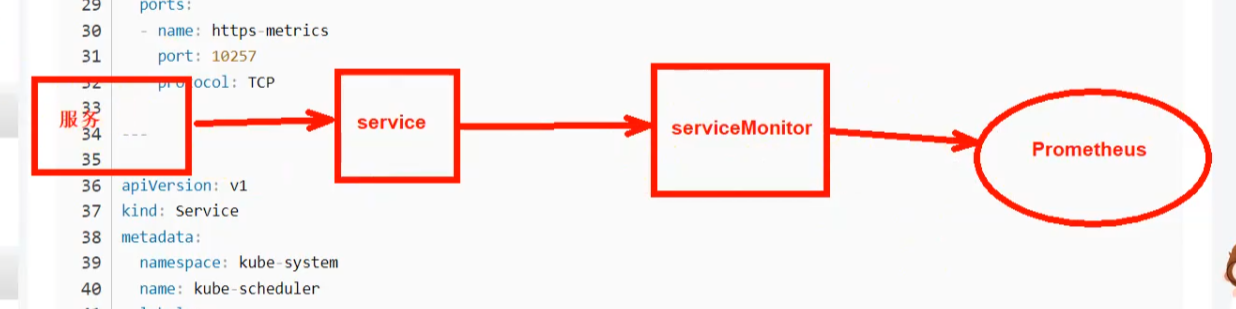 29 ports:
30 - name: https-metrics
31 port: 10257
32 protocol: TCP
33
服务
service
serviceMonitor
Prometheus
34 ---
35
36 apiVersion: v1
37 kind: Service
38 metadata:
39 namespace: kube-system
40 name: kube-scheduler